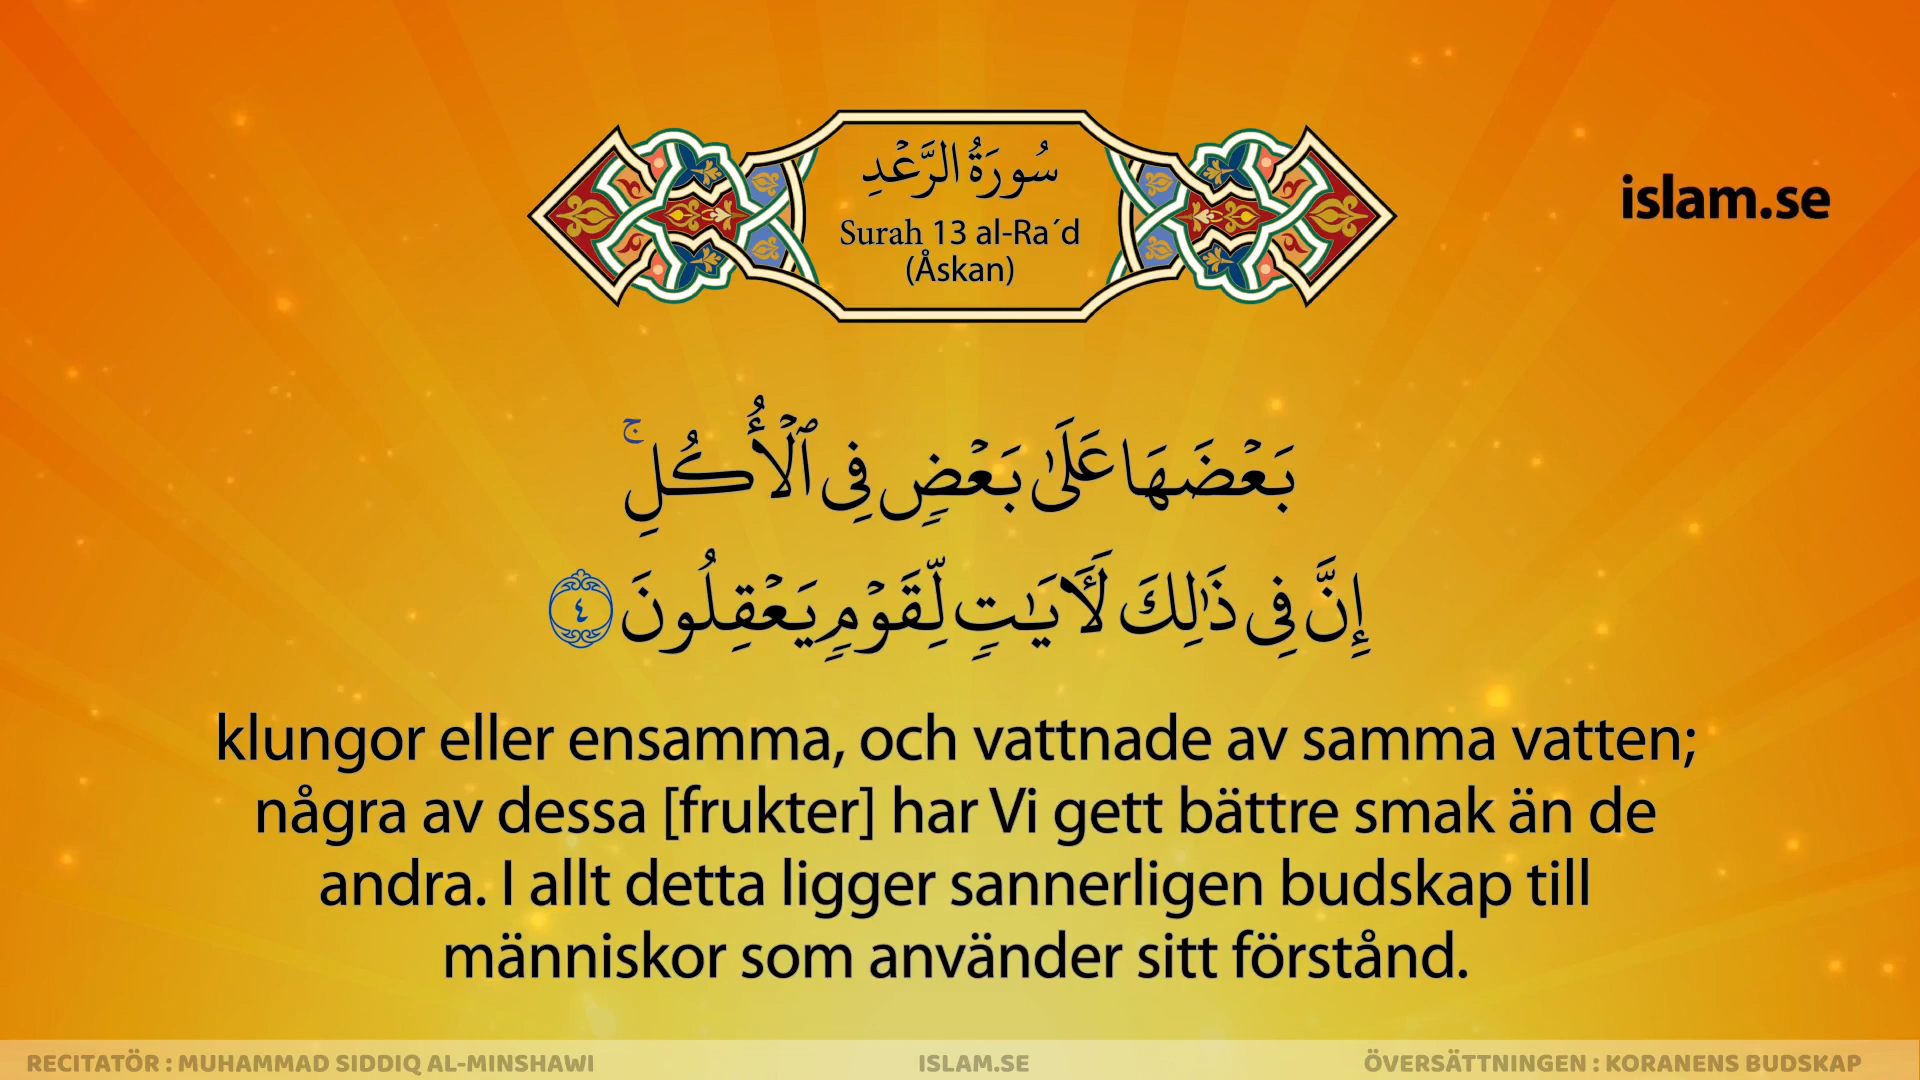 سُورَةُ الرَّعْدِ
Surah 13 al-Ra´d
(Åskan)
islam.se
بَعْضَهَا عَلَىٰ بَعْضٍ فِى ٱلْأُكُلِ ۚ
إِنَّ فِى ذَٰلِكَ لَـَٔايَـٰتٍ لِّقَوْمٍ يَعْقِلُونَ ٤
klungor eller ensamma, och vattnade av samma vatten;
några av dessa [frukter] har Vi gett bättre smak än de
andra. I allt detta ligger sannerligen budskap till
människor som använder sitt förstånd.
RECITATÖR : MUHAMMAD SIDDIQ AL-MINSHAWI
ISLAM.SE
ÖVERSÄTTNINGEN : KORANENS BUDSKAP